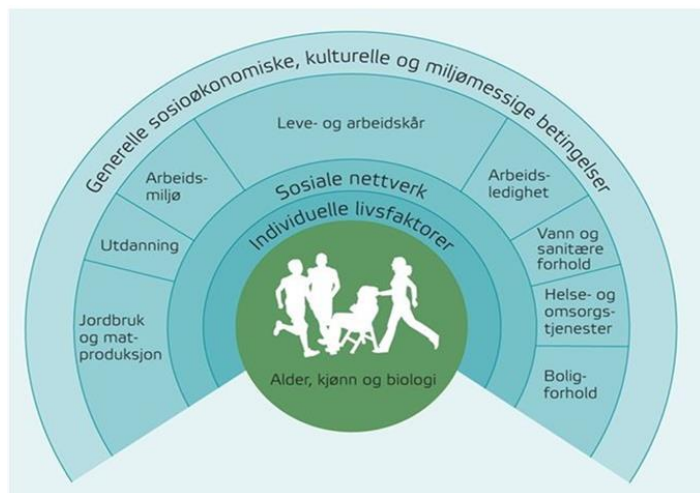 Generelle sosioøkonomiske, kulturelle og miljømessige betingelser
Leve- og arbeidskår
Arbeids-
miljø
Utdanning
Jordbruk
og mat-
produksjon
Arbeids-
ledighet
Vann og
sanitære
forhold
Helse- og
omsorgs-
tjenester
Bolig-
forhold
Sosiale nettverk
Individuelle livsfaktorer
Alder, kjønn og biologi